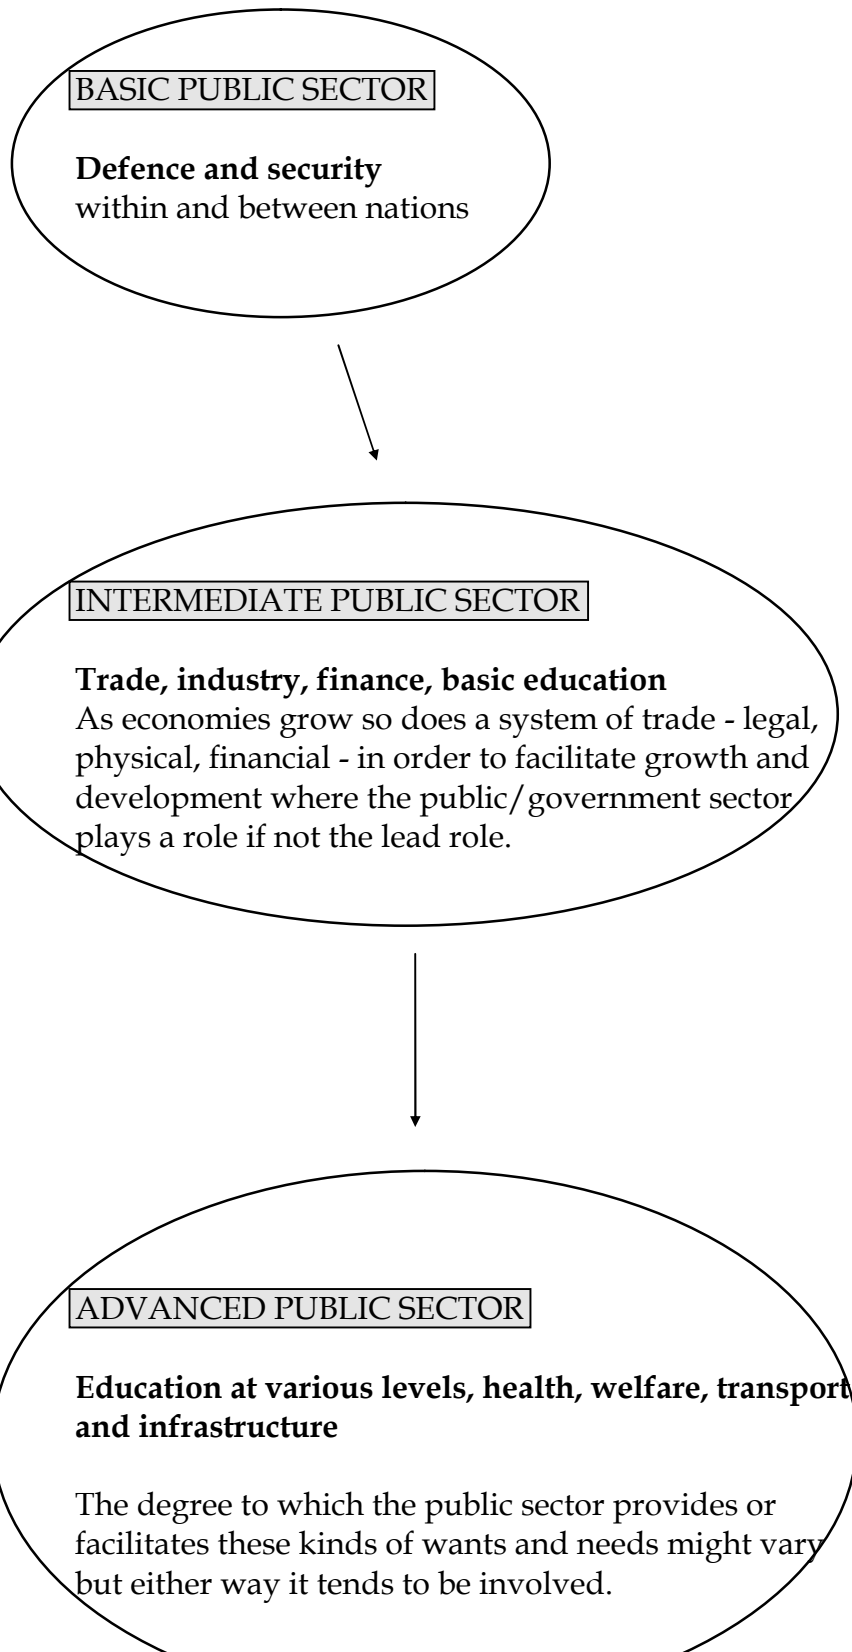 BASIC PUBLIC SECTOR
Defence and security
within and between nations
INTERMEDIATE PUBLIC SECTOR
Trade, industry, finance, basic education
As economies grow so does a system of trade - legal,
physical, financial - in order to facilitate growth and
development where the public/government sector
plays a role if not the lead role.
ADVANCED PUBLIC SECTOR
Education at various levels, health, welfare, transport
and infrastructure
The degree to which the public sector provides or
facilitates these kinds of wants and needs might vary
but either way it tends to be involved.